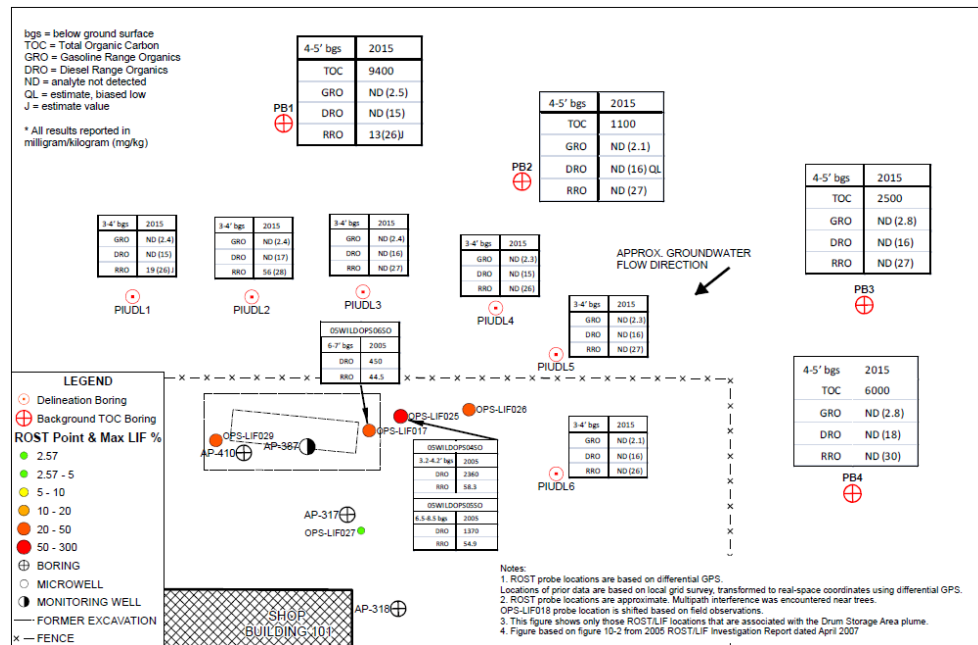 bgs = below ground surface
TOC = Total Organic Carbon
GRO = Gasoline Range Organics
DRO = Diesel Range Organics
ND = analyte not detected
QL = estimate, biased low
J = estimate value
* All results reported in
milligram/kilogram (mg/kg)
PB1
4-5' bgs 2015
TOC 9400
GRO ND (2.5)
DRO ND (15)
RRO 13(26)J
PB2
4-5' bgs 2015
TOC 1100
GRO ND (2.1)
DRO ND (16) QL
RRO ND (27)
4-5' bgs 2015
TOC 2500
GRO ND (2.8)
DRO ND (16)
RRO ND (27)
PB3
3-4' bgs 2015
GRO ND (2.4)
DRO ND (15)
RRO 19 (26) J
PIUDL1
3-4' bgs 2015
GRO ND (2.4)
DRO ND (17)
RRO 56 (28)
PIUDL2
3-4' bgs 2015
GRO ND (2.4)
DRO ND (16)
RRO ND (27)
PIUDL3
3-4' bgs 2015
GRO ND (2.3)
DRO ND (15)
RRO ND (26)
PIUDL4
APPROX. GROUNDWATER
FLOW DIRECTION
3-4' bgs 2015
GRO ND (2.3)
DRO ND (16)
RRO ND (27)
PIUDL5
05WILDOPS06SO
6-7' bgs 2005
DRO 450
RRO 44.5
4-5' bgs 2015
TOC 6000
GRO ND (2.8)
DRO ND (18)
RRO ND (30)
PB4
LEGEND
Delineation Boring
Background TOC Boring
ROST Point & Max LIF %
2.57
2.57 - 5
5 - 10
10 - 20
20 - 50
50 - 300
BORING
MICROWELL
MONITORING WELL
FORMER EXCAVATION
FENCE
OPS-LIF029
AP-410
AP-387
OPS-LIF017
OPS-LIF025
OPS-LIF026
05WILDOPS04SO
3.2-4.2' bgs 2005
DRO 2360
RRO 58.3
05WILDOPS05SO
6.5-8.5 bgs 2005
DRO 1370
RRO 54.9
3-4' bgs 2015
GRO ND (2.1)
DRO ND (16)
RRO ND (26)
PIUDL6
AP-317
OPS-LIF027
AP-318
SHOP
BUILDING 101
Notes:
1. ROST probe locations are based on differential GPS.
Locations of prior data are based on local grid survey, transformed to real-space coordinates using differential GPS.
2. ROST probe locations are approximate. Multipath interference was encountered near trees.
OPS-LIF018 probe location is shifted based on field observations.
3. This figure shows only those ROST/LIF locations that are associated with the Drum Storage Area plume.
4. Figure based on figure 10-2 from 2005 ROST/LIF Investigation Report dated April 2007